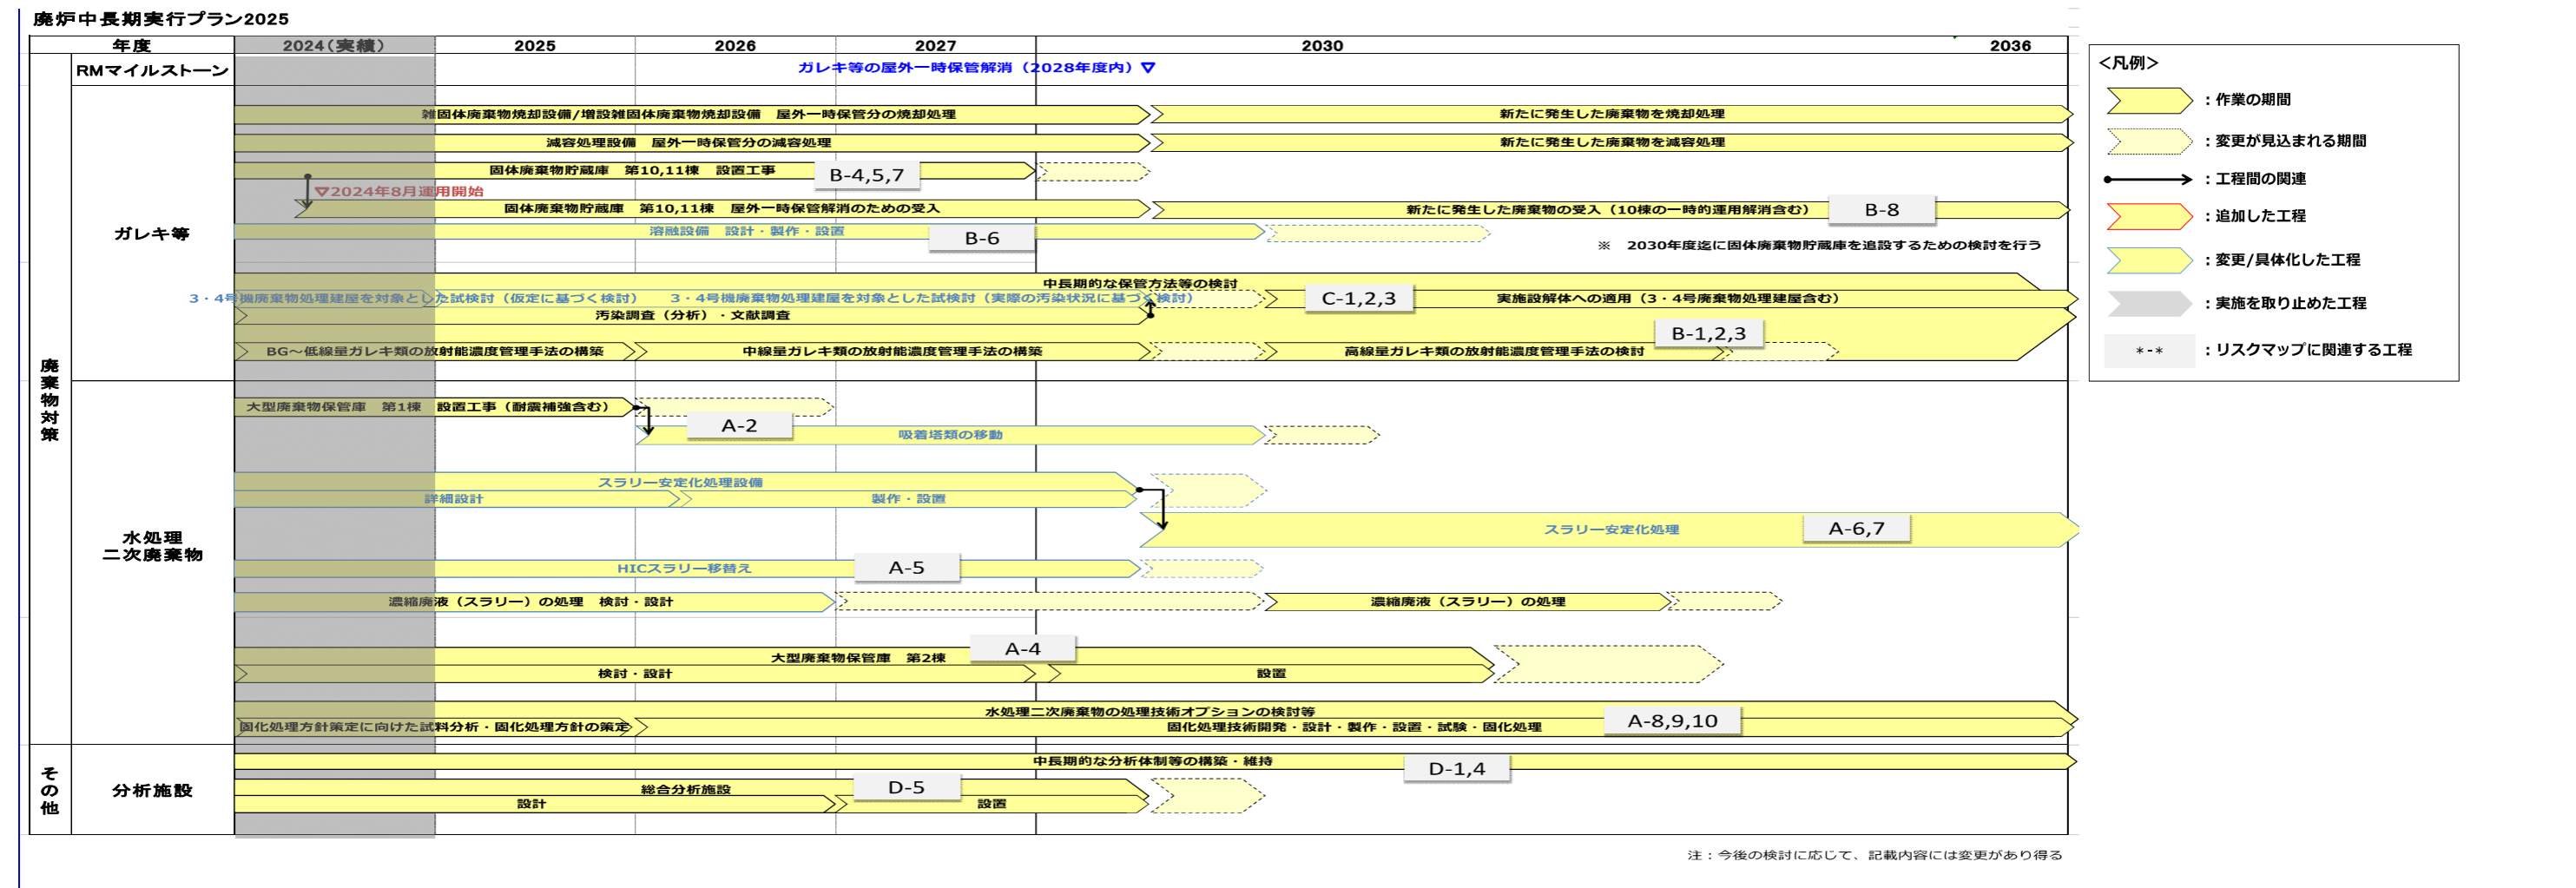 廃炉中長期実行プラン2025
年度
2024（実績）
2025
2026
2027
2030
2036
RMマイルストーン
ガレキ等の屋外一時保管解消（2028年度内）▽
廃棄物対策
ガレキ等
雑固体廃棄物焼却設備/増設雑固体廃棄物焼却設備　屋外一時保管分の焼却処理
新たに発生した廃棄物を焼却処理
減容処理設備　屋外一時保管分の減容処理
新たに発生した廃棄物を減容処理
固体廃棄物貯蔵庫　第10,11棟　設置工事
B-4,5,7
▽2024年8月運用開始
固体廃棄物貯蔵庫　第10,11棟　屋外一時保管解消のための受入
新たに発生した廃棄物の受入（10棟の一時的運用解消含む）
B-8
溶融設備　設計・製作・設置
B-6
※　2030年度迄に固体廃棄物貯蔵庫を追設するための検討を行う
中長期的な保管方法等の検討
3・4号機廃棄物処理建屋を対象とした試検討（仮定に基づく検討）
3・4号機廃棄物処理建屋を対象とした試検討（実際の汚染状況に基づく検討）
C-1,2,3
実施設解体への適用（3・4号廃棄物処理建屋含む）
汚染調査（分析）・文献調査
B-1,2,3
BG～低線量ガレキ類の放射能濃度管理手法の構築
中線量ガレキ類の放射能濃度管理手法の構築
高線量ガレキ類の放射能濃度管理手法の検討
水処理
二次廃棄物
大型廃棄物保管庫　第1棟　設置工事（耐震補強含む）
A-2
吸着塔類の移動
スラリー安定化処理設備
詳細設計
製作・設置
スラリー安定化処理
A-6,7
HICスラリー移替え
A-5
濃縮廃液（スラリー）の処理　検討・設計
濃縮廃液（スラリー）の処理
A-4
大型廃棄物保管庫　第2棟
検討・設計
設置
水処理二次廃棄物の処理技術オプションの検討等
固化処理方針策定に向けた試料分析・固化処理方針の策定
固化処理技術開発・設計・製作・設置・試験・固化処理
A-8,9,10
その他
分析施設
中長期的な分析体制等の構築・維持
D-1,4
総合分析施設
D-5
設計
設置
注：今後の検討に応じて、記載内容には変更があり得る
＜凡例＞
：作業の期間
：変更が見込まれる期間
：工程間の関連
：追加した工程
：変更/具体化した工程
：実施を取り止めた工程
*-*
：リスクマップに関連する工程